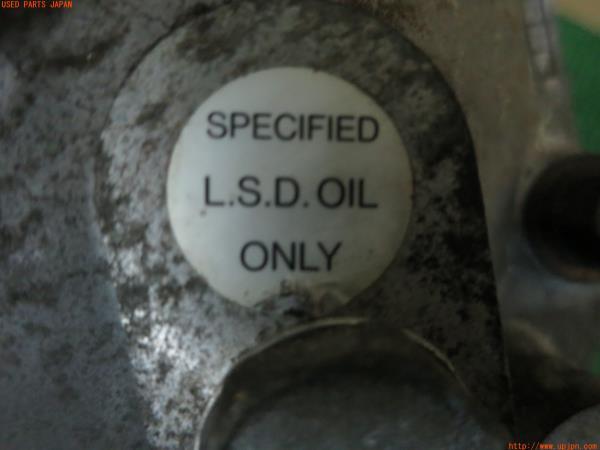 USED PARTS JAPAN
SPECIFIED
L.S.D. OIL
ONLY
http://www.upjpn.com